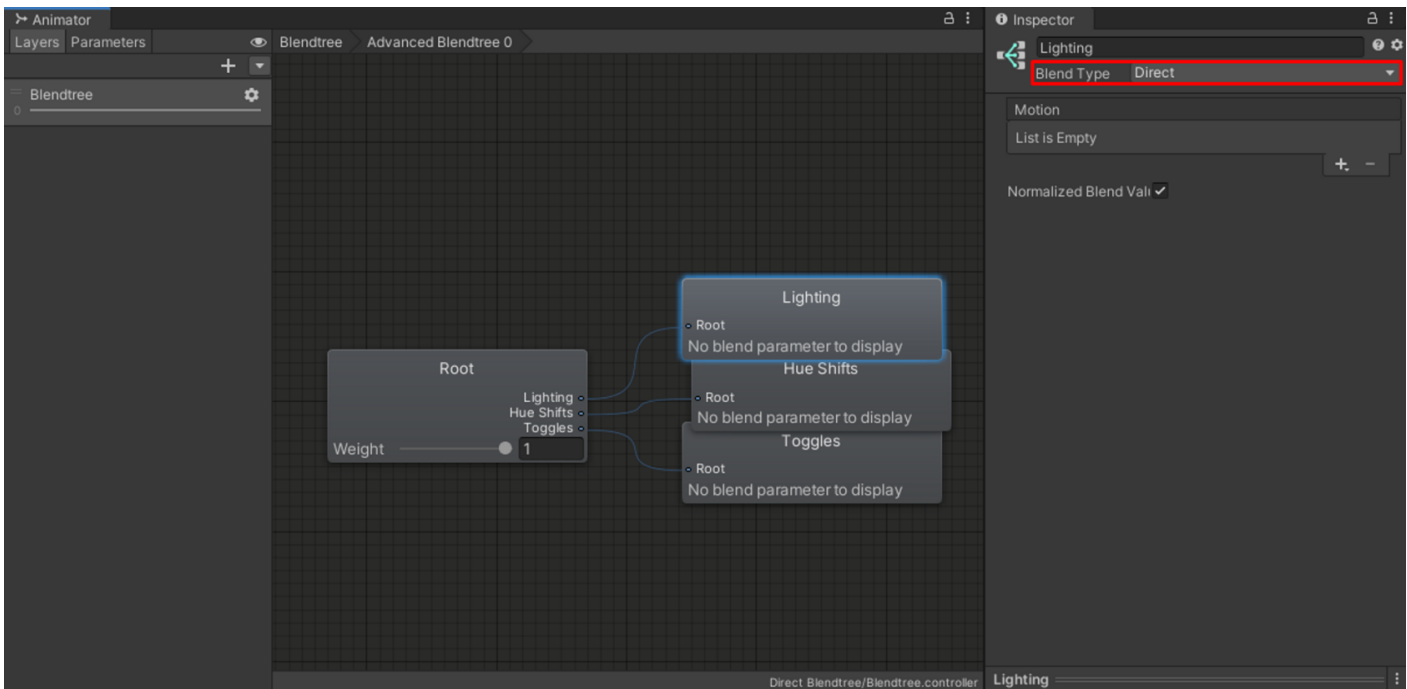 Animator
Layers Parameters
Blendtree
0
Blendtree Advanced Blendtree 0
Root
Lighting
Hue Shifts
Toggles
Weight 1
Lighting
Root
No blend parameter to display
Hue Shifts
Root
No blend parameter to display
Toggles
Root
No blend parameter to display
Direct Blendtree/Blendtree.controller
Inspector
Lighting
Blend Type Direct
Motion
List is Empty
Normalized Blend Valu
Lighting